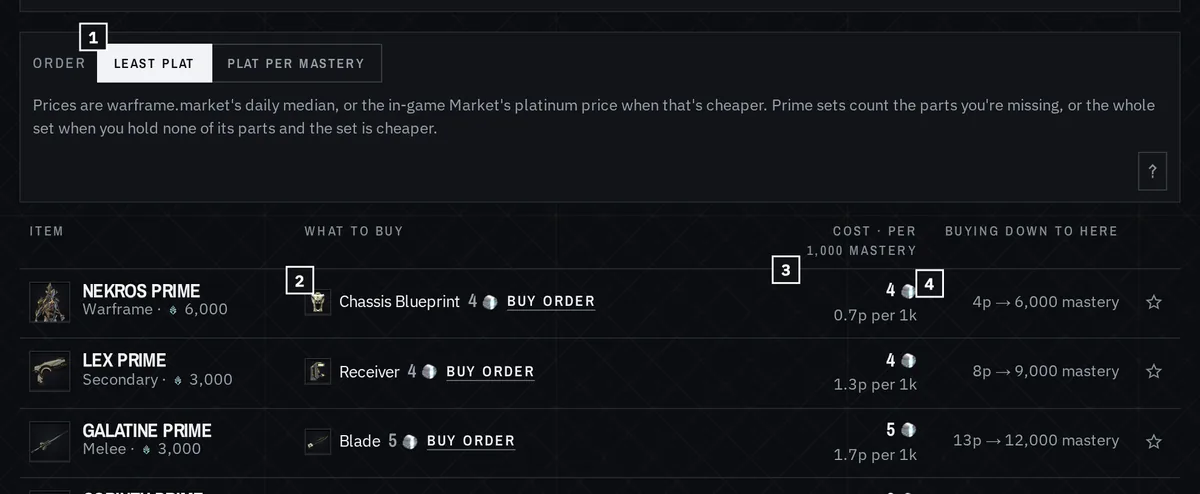 1
ORDER LEAST PLAT PLAT PER MASTERY
Prices are warframe.market's daily median, or the in-game Market's platinum price when that's cheaper. Prime sets count the parts you're missing, or the whole
set when you hold none of its parts and the set is cheaper.
?
ITEM WHAT TO BUY COST · PER BUYING DOWN TO HERE
1,000 MASTERY
2 3 4
NEKROS PRIME Chassis Blueprint 4 BUY ORDER 4 4p → 6,000 mastery
Warframe · 6,000 0.7p per 1k
LEX PRIME Receiver 4 BUY ORDER 4 8p → 9,000 mastery
Secondary · 3,000 1.3p per 1k
GALATINE PRIME Blade 5 BUY ORDER 5 13p → 12,000 mastery
Melee · 3,000 1.7p per 1k